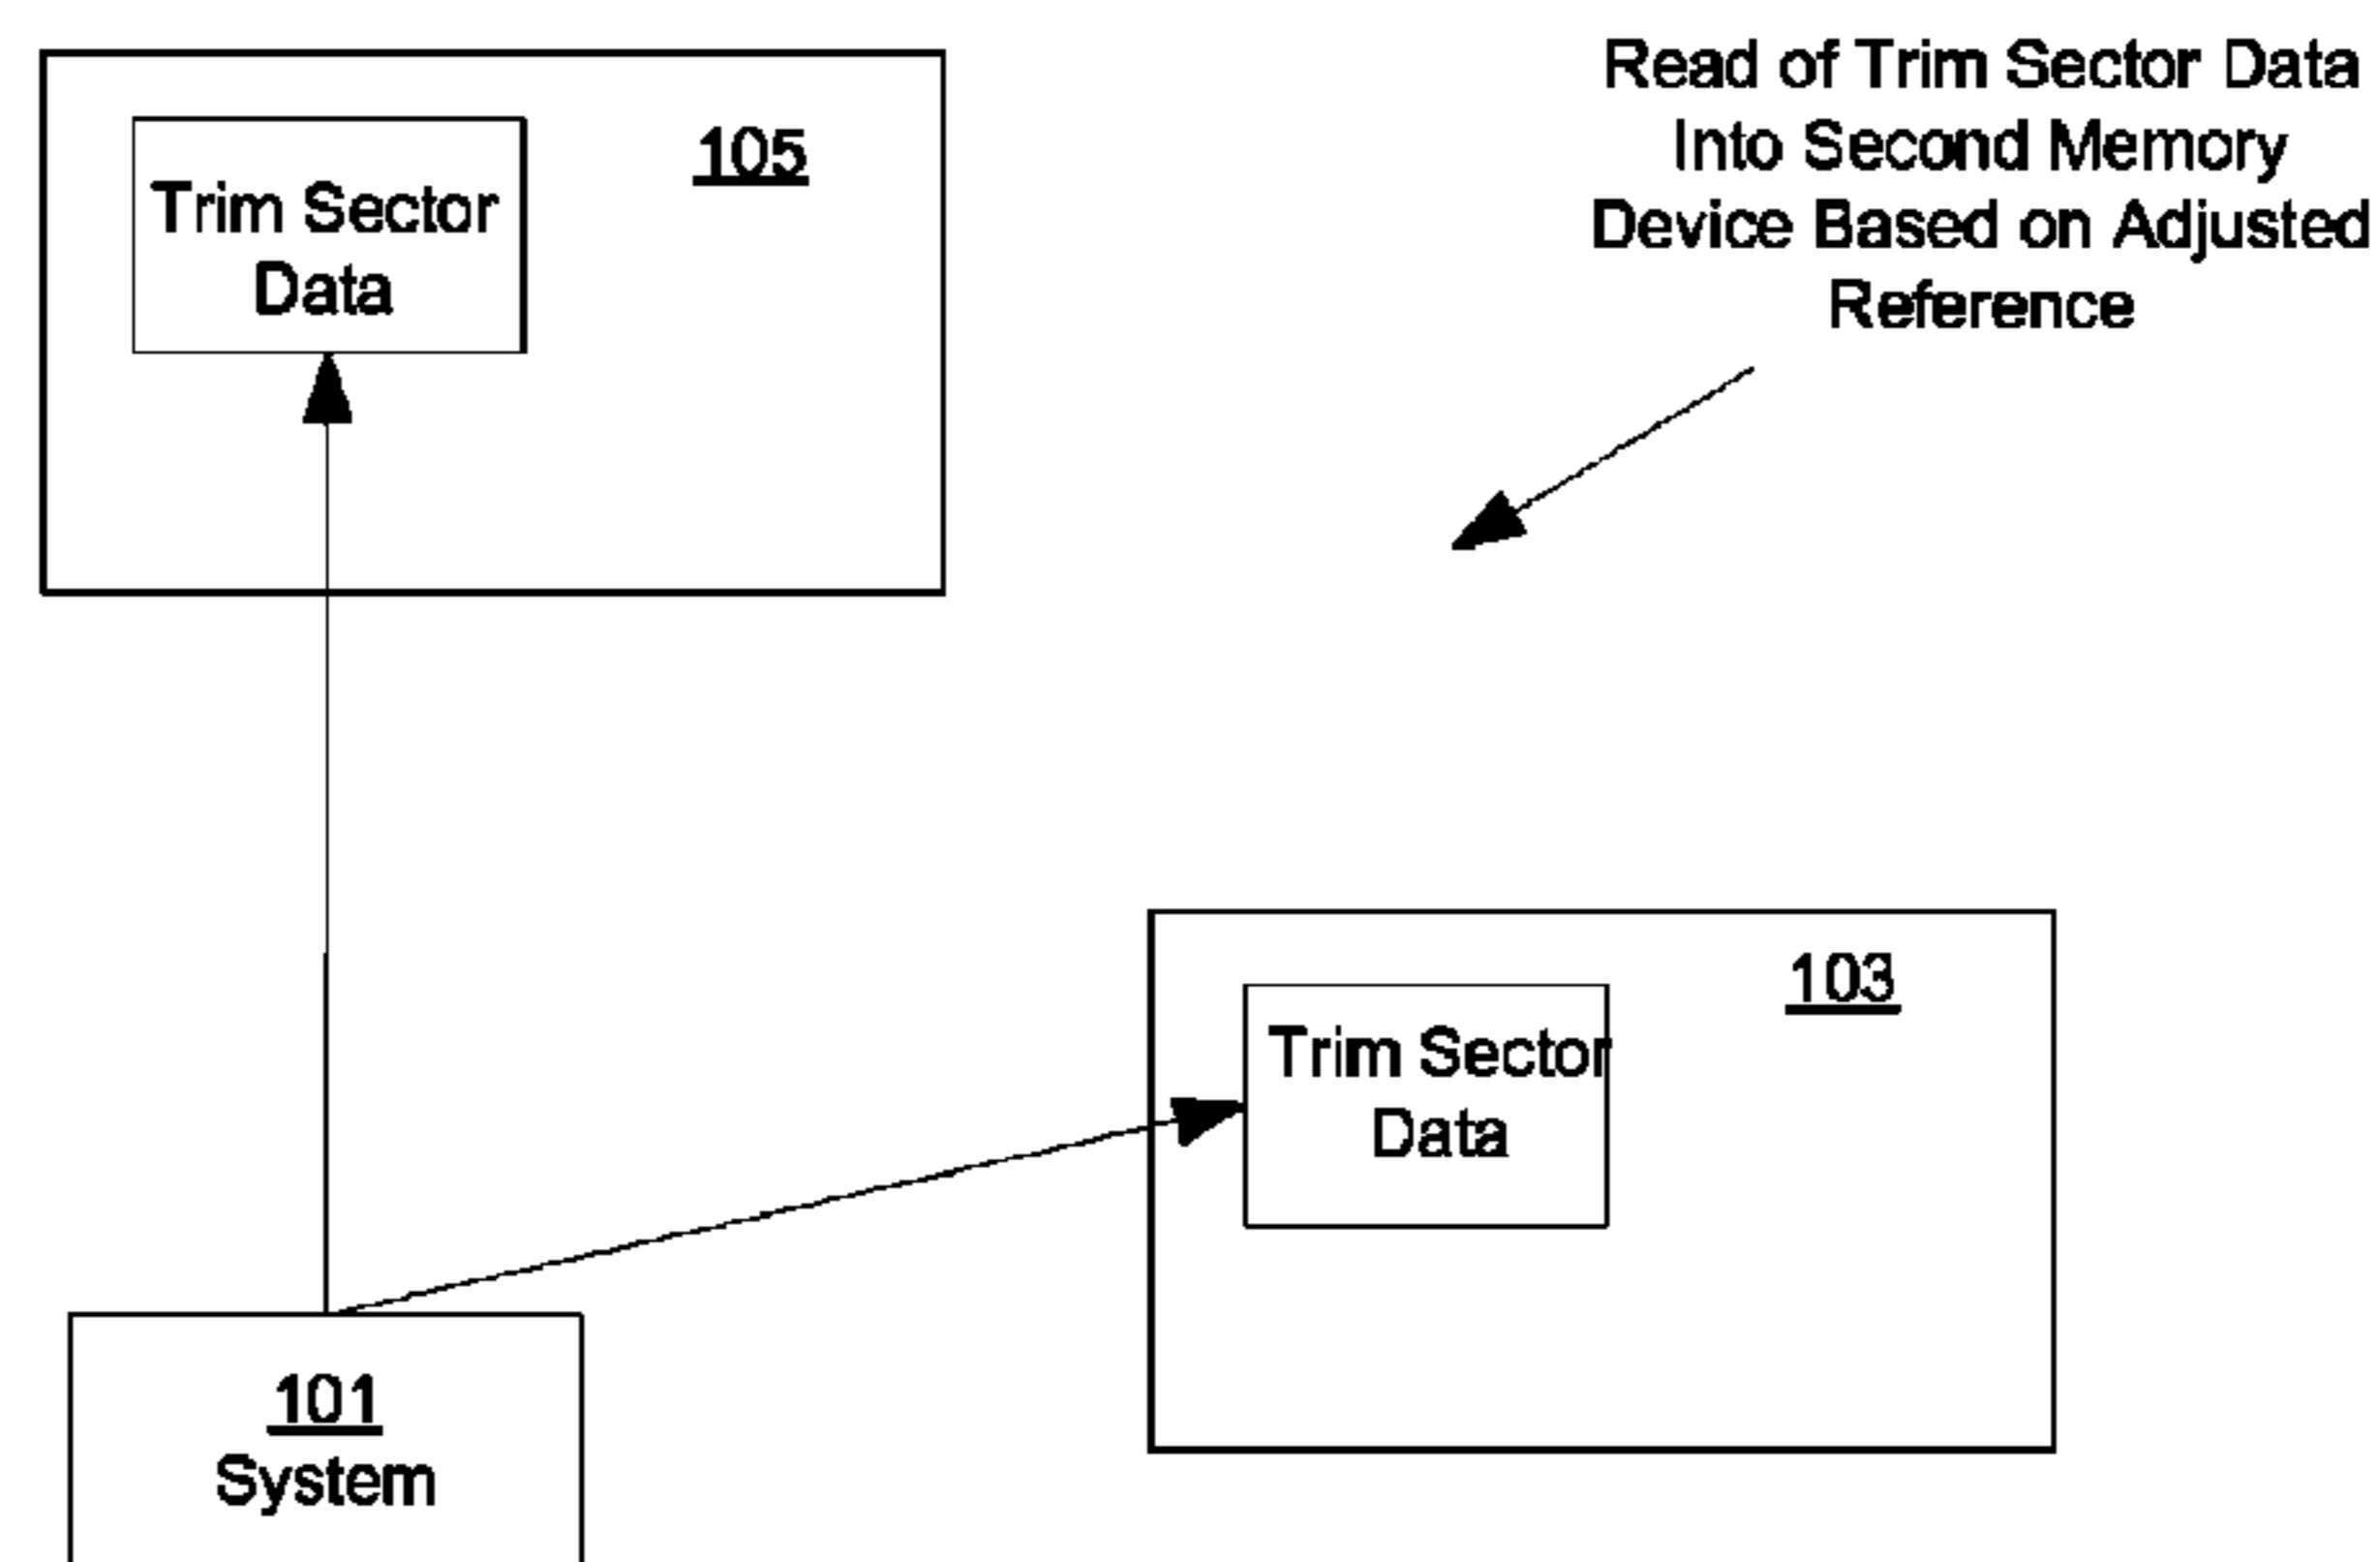 Read of Trim Sector Data
Into Second Memory
Device Based on Adjusted
Reference
105
Trim Sector
Data
103
Trim Sector
Data
101
System